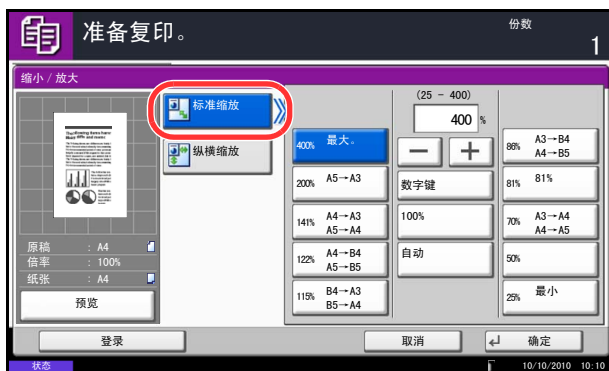 准备复印。
份数
1
缩小 / 放大
标准缩放
纵横缩放
原稿 : A4
倍率 : 100%
纸张 : A4
预览
400% 最大。
200% A5→A3
141% A4→A3
A5→A4
122% A4→B4
A5→B5
115% B4→A3
B5→A4
(25 - 400)
400 %
数字键
100%
自动
86% A3→B4
A4→B5
81% 81%
70% A3→A4
A4→A5
50%
25% 最小
登录
取消
确定
状态
10/10/2010 10:10